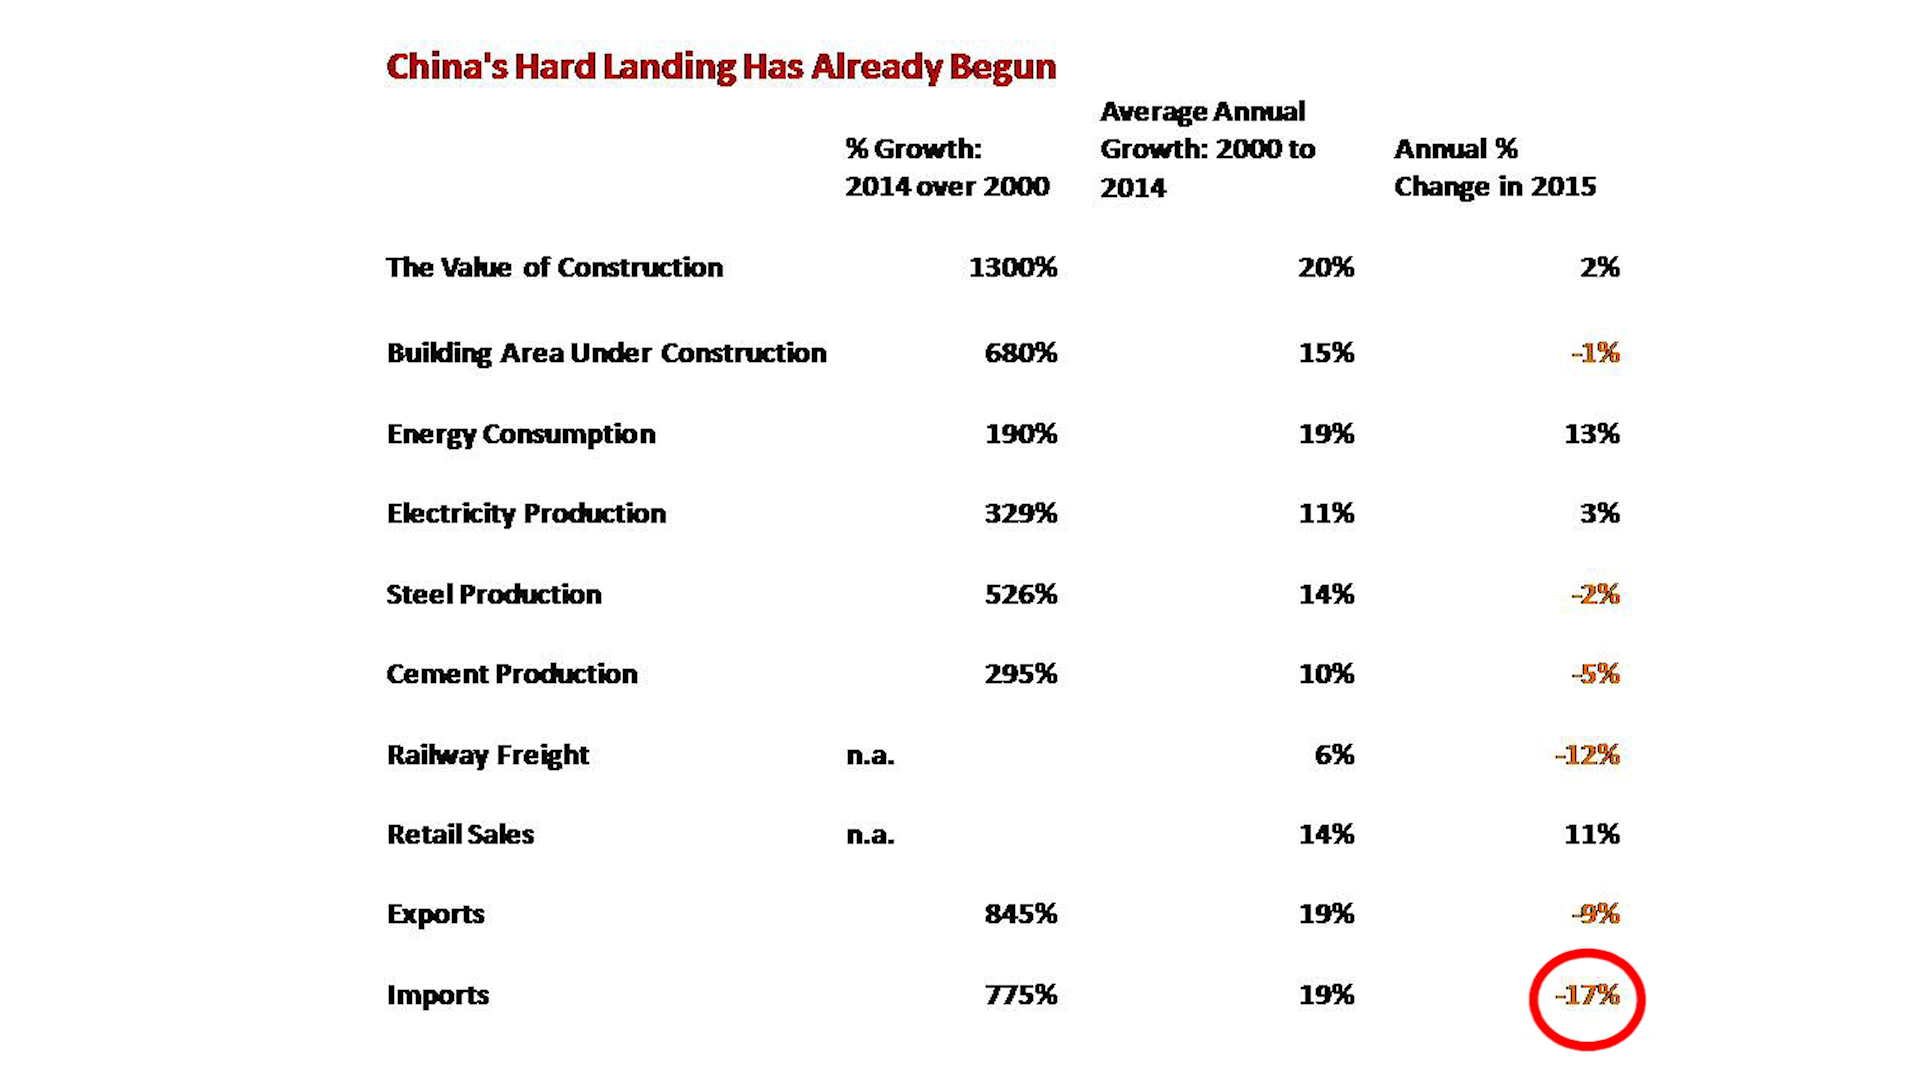 China's Hard Landing Has Already Begun
% Growth: 2014 over 2000 Average Annual Growth: 2000 to 2014 Annual % Change in 2015
The Value of Construction 1300% 20% 2%
Building Area Under Construction 680% 15% -1%
Energy Consumption 190% 19% 13%
Electricity Production 329% 11% 3%
Steel Production 526% 14% -2%
Cement Production 295% 10% -5%
Railway Freight n.a. 6% -12%
Retail Sales n.a. 14% 11%
Exports 845% 19% -9%
Imports 775% 19% -17%